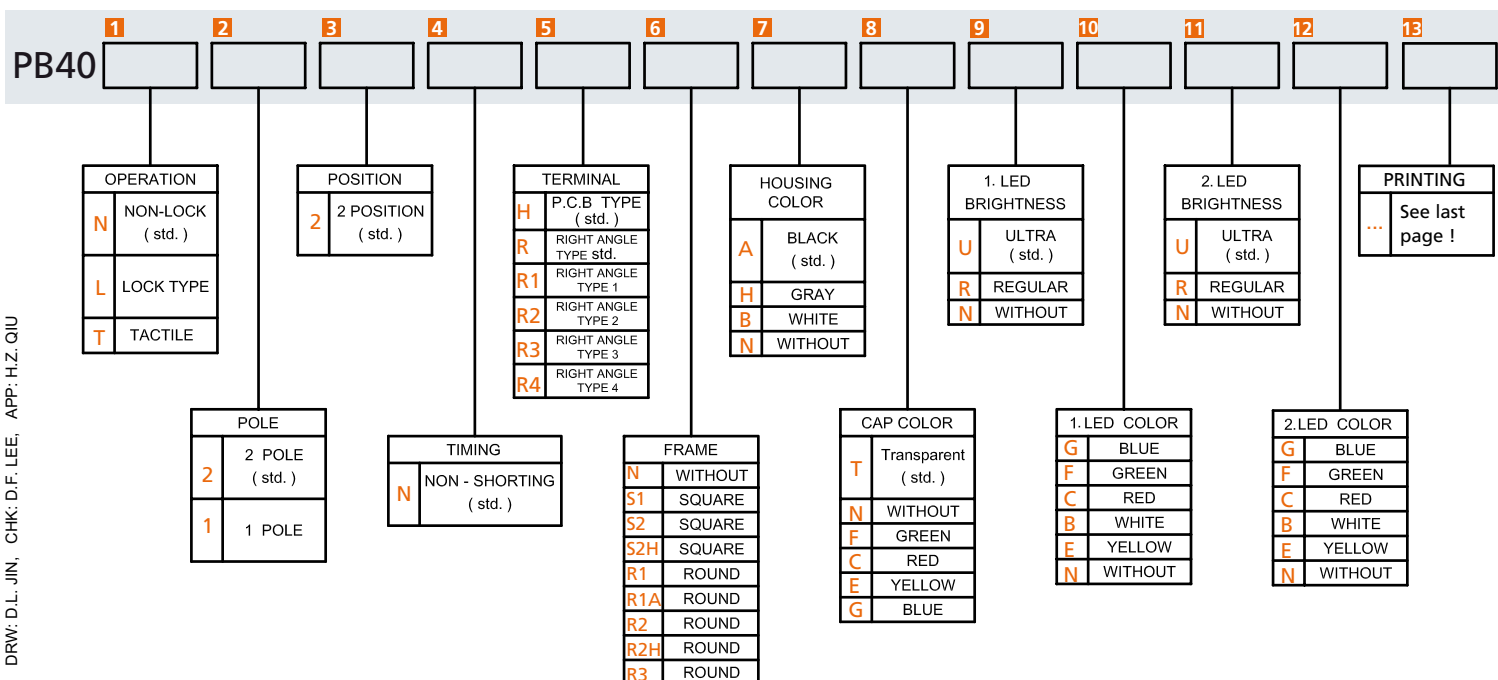 1 2 3 4 5 6 7 8 9 10 11 12 13
PB40
OPERATION
N NON-LOCK
( std. )
L LOCK TYPE
T TACTILE
POSITION
2 2 POSITION
( std. )
TERMINAL
H P.C.B TYPE
( std. )
R RIGHT ANGLE
TYPE std.
R1 RIGHT ANGLE
TYPE 1
R2 RIGHT ANGLE
TYPE 2
R3 RIGHT ANGLE
TYPE 3
R4 RIGHT ANGLE
TYPE 4
HOUSING
COLOR
A BLACK
( std. )
H GRAY
B WHITE
N WITHOUT
1. LED
BRIGHTNESS
U ULTRA
( std. )
R REGULAR
N WITHOUT
2. LED
BRIGHTNESS
U ULTRA
( std. )
R REGULAR
N WITHOUT
PRINTING
... See last
page !
POLE
2 2 POLE
( std. )
1 1 POLE
TIMING
N NON - SHORTING
( std. )
FRAME
N WITHOUT
S1 SQUARE
S2 SQUARE
S2H SQUARE
R1 ROUND
R1A ROUND
R2 ROUND
R2H ROUND
R3 ROUND
CAP COLOR
T Transparent
( std. )
N WITHOUT
F GREEN
C RED
E YELLOW
G BLUE
1. LED COLOR
G BLUE
F GREEN
C RED
B WHITE
E YELLOW
N WITHOUT
2.LED COLOR
G BLUE
F GREEN
C RED
B WHITE
E YELLOW
N WITHOUT
DRW: D.L. JIN, CHK: D.F. LEE, APP: H.Z. QIU